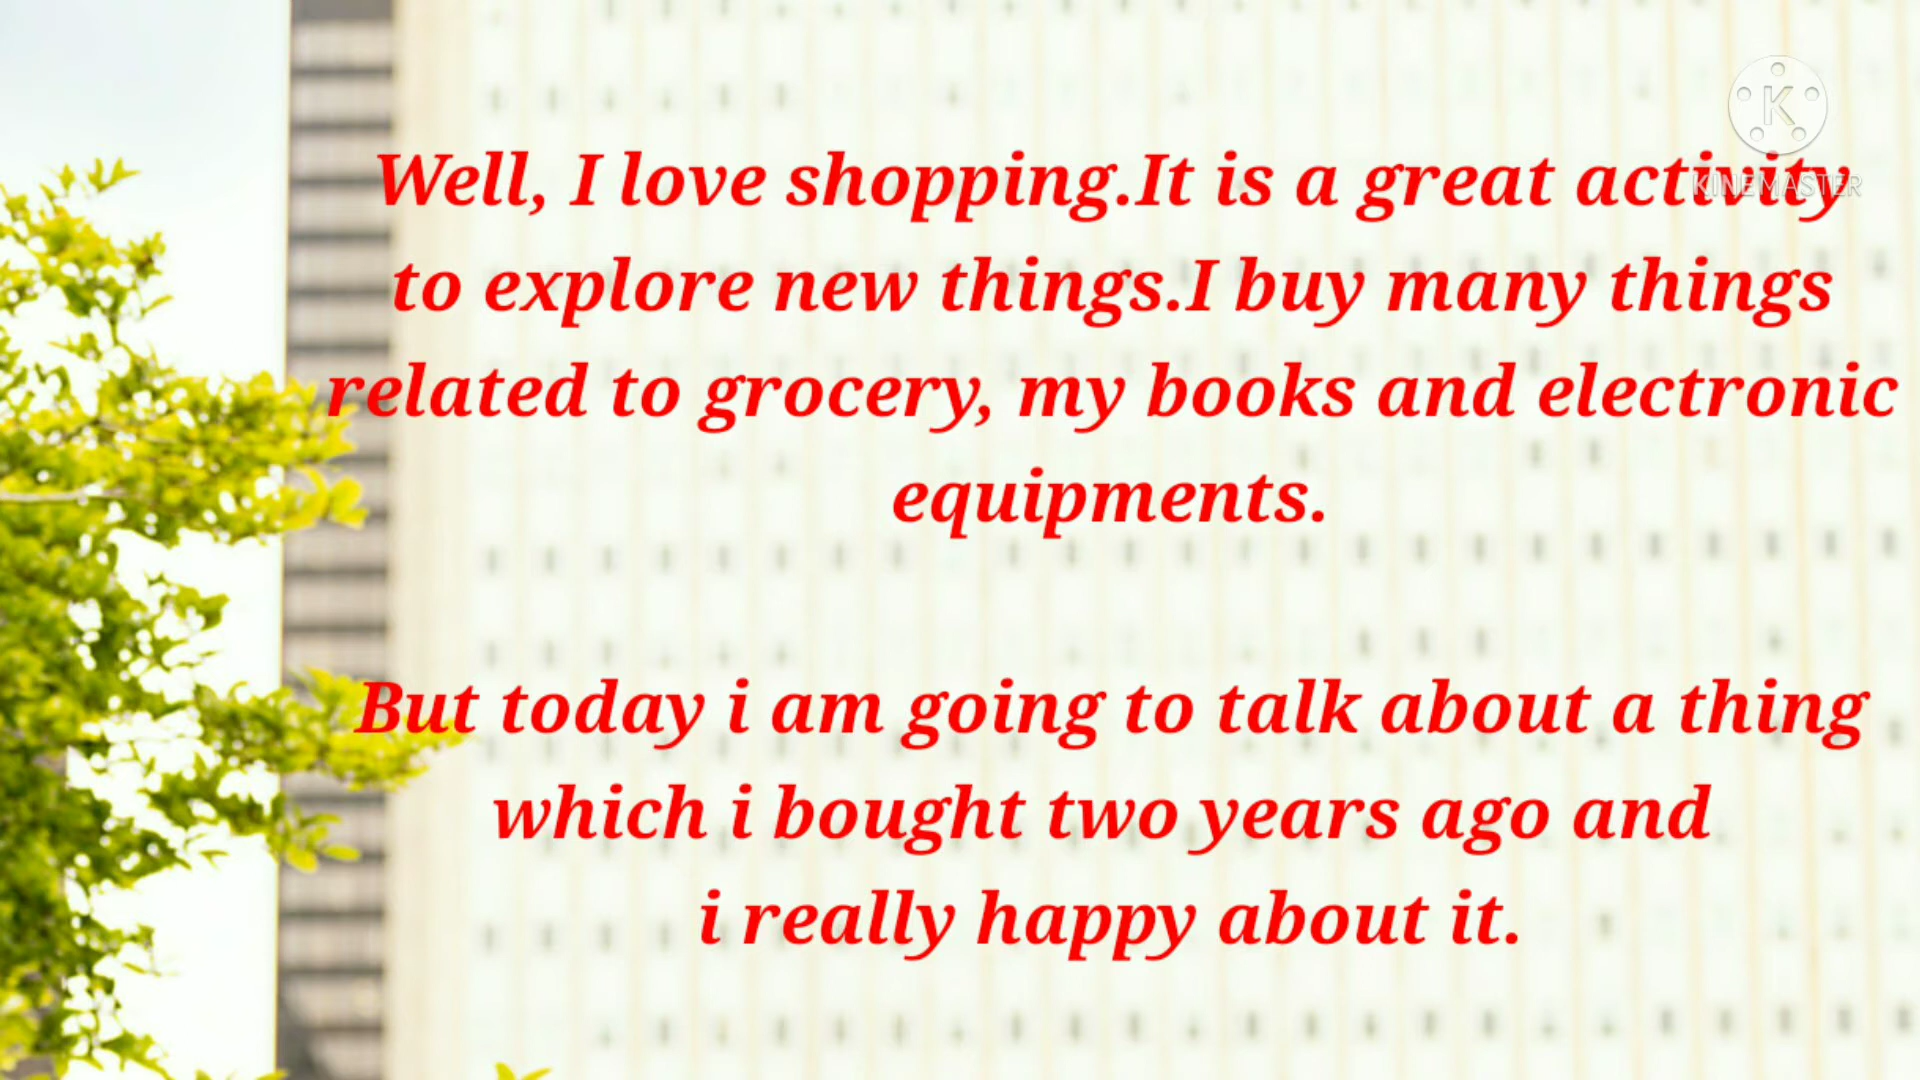 Well, I love shopping.It is a great activity
to explore new things.I buy many things
related to grocery, my books and electronic
equipments.
But today i am going to talk about a thing
which i bought two years ago and
i really happy about it.
K
KINEMASTER